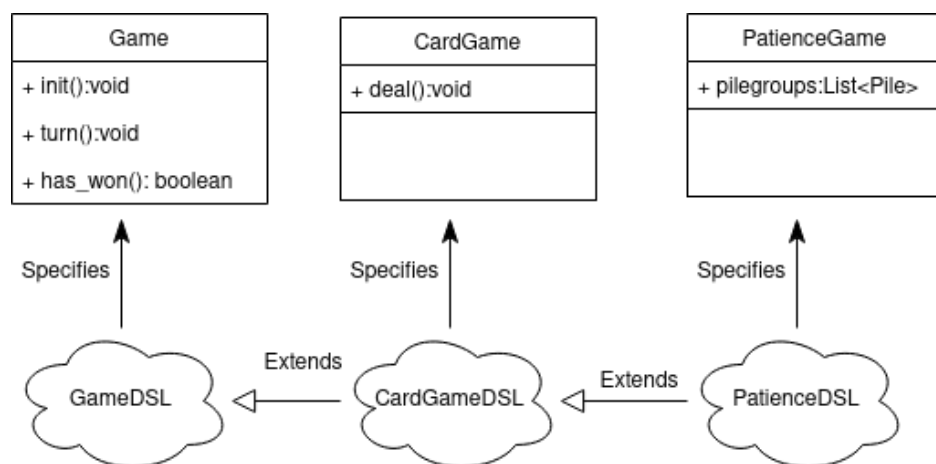 Game
+ init():void
+ turn():void
+ has_won(): boolean
CardGame
+ deal():void
PatienceGame
+ pilegroups:List<Pile>
Specifies
Specifies
Specifies
GameDSL
Extends
CardGameDSL
Extends
PatienceDSL